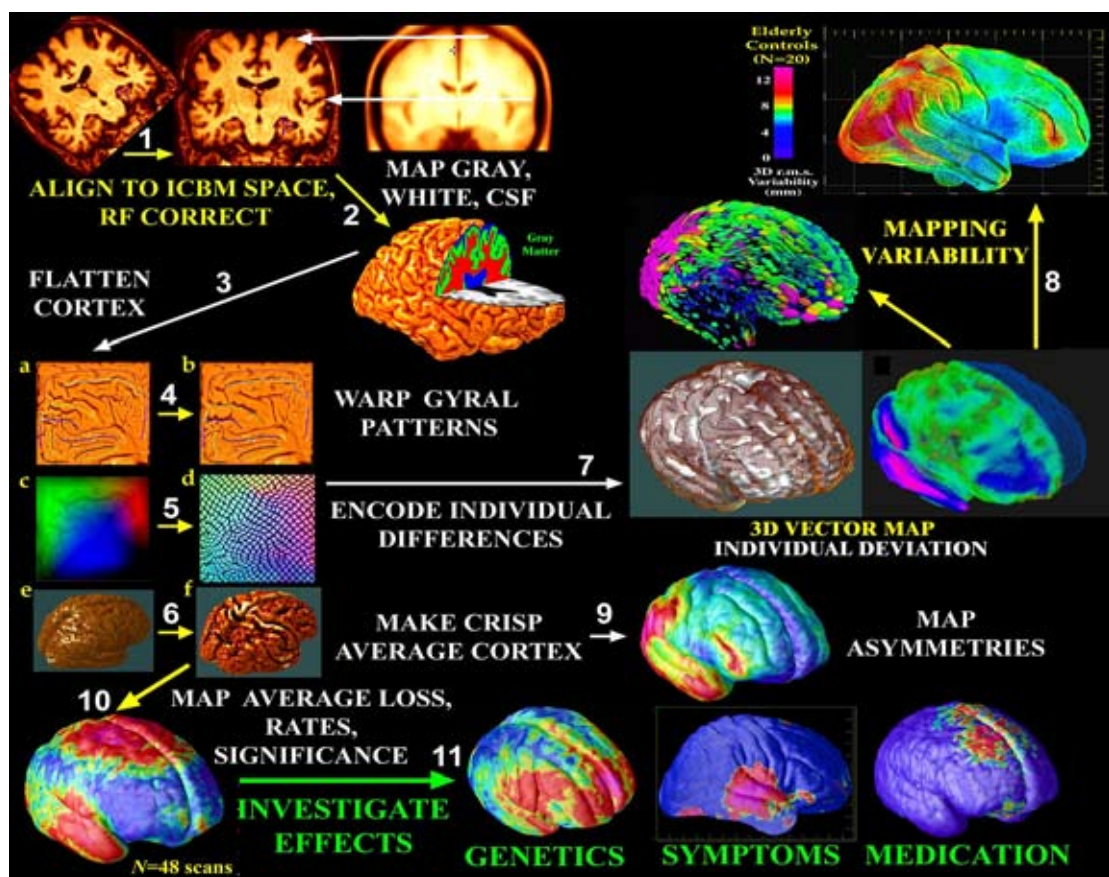 1
ALIGN TO ICBM SPACE,
RF CORRECT
MAP GRAY,
WHITE, CSF
2
Gray
Matter
FLATTEN
CORTEX
3
Elderly
Controls
(N=20)
12
8
4
0
3D r.m.s.
Variability
(mm)
MAPPING
VARIABILITY
8
a
4
b
WARP GYRAL
PATTERNS
c
5
d
7
ENCODE INDIVIDUAL
DIFFERENCES
3D VECTOR MAP
INDIVIDUAL DEVIATION
e
6
f
MAKE CRISP
AVERAGE CORTEX
9
MAP
ASYMMETRIES
10
MAP AVERAGE LOSS,
RATES,
SIGNIFICANCE
11
INVESTIGATE
EFFECTS
N=48 scans
GENETICS
SYMPTOMS
MEDICATION